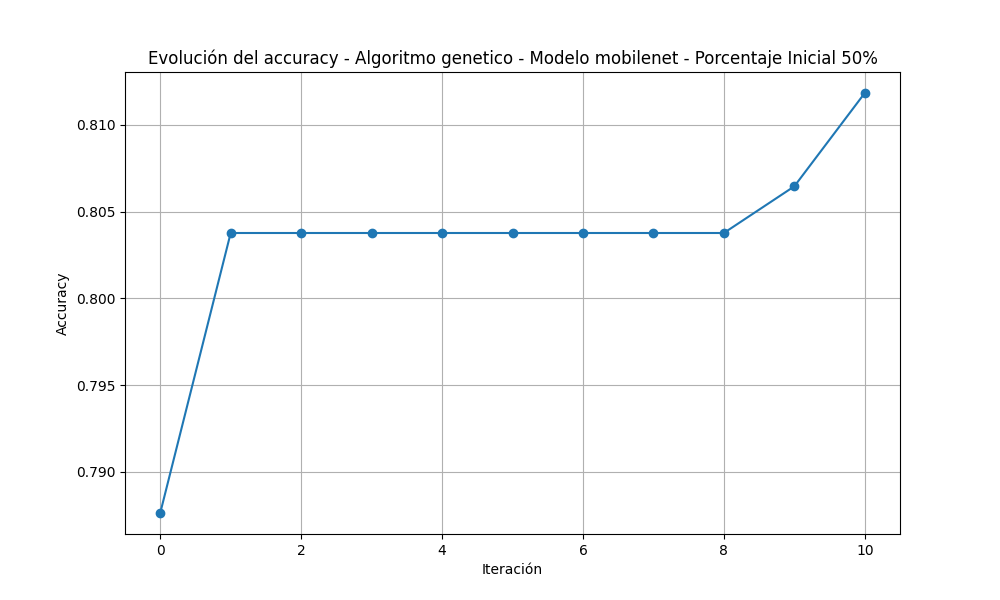 Evolución del accuracy - Algoritmo genetico - Modelo mobilenet - Porcentaje Inicial 50%
0.810
0.805
0.800
0.795
0.790
Accuracy
0 2 4 6 8 10
Iteración